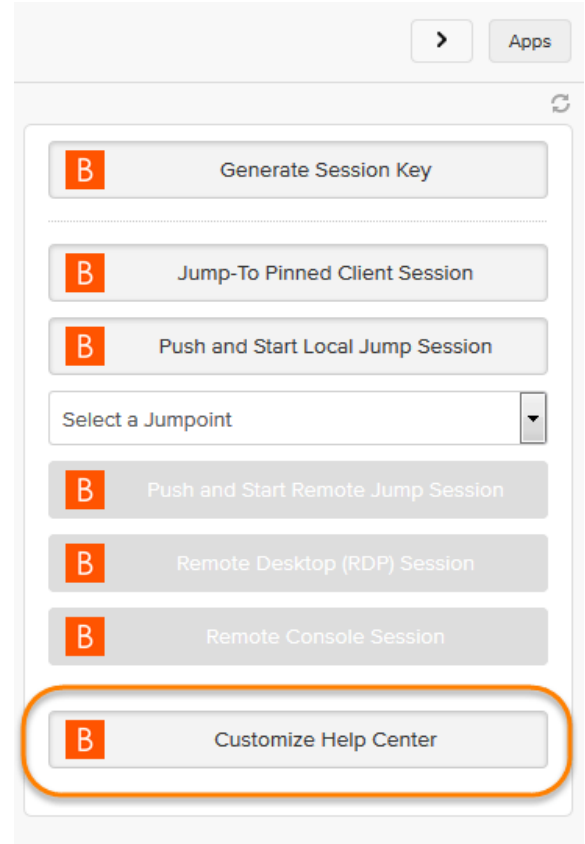 Apps
B Generate Session Key
B Jump-To Pinned Client Session
B Push and Start Local Jump Session
Select a Jumpoint
B Push and Start Remote Jump Session
B Remote Desktop (RDP) Session
B Remote Console Session
B Customize Help Center